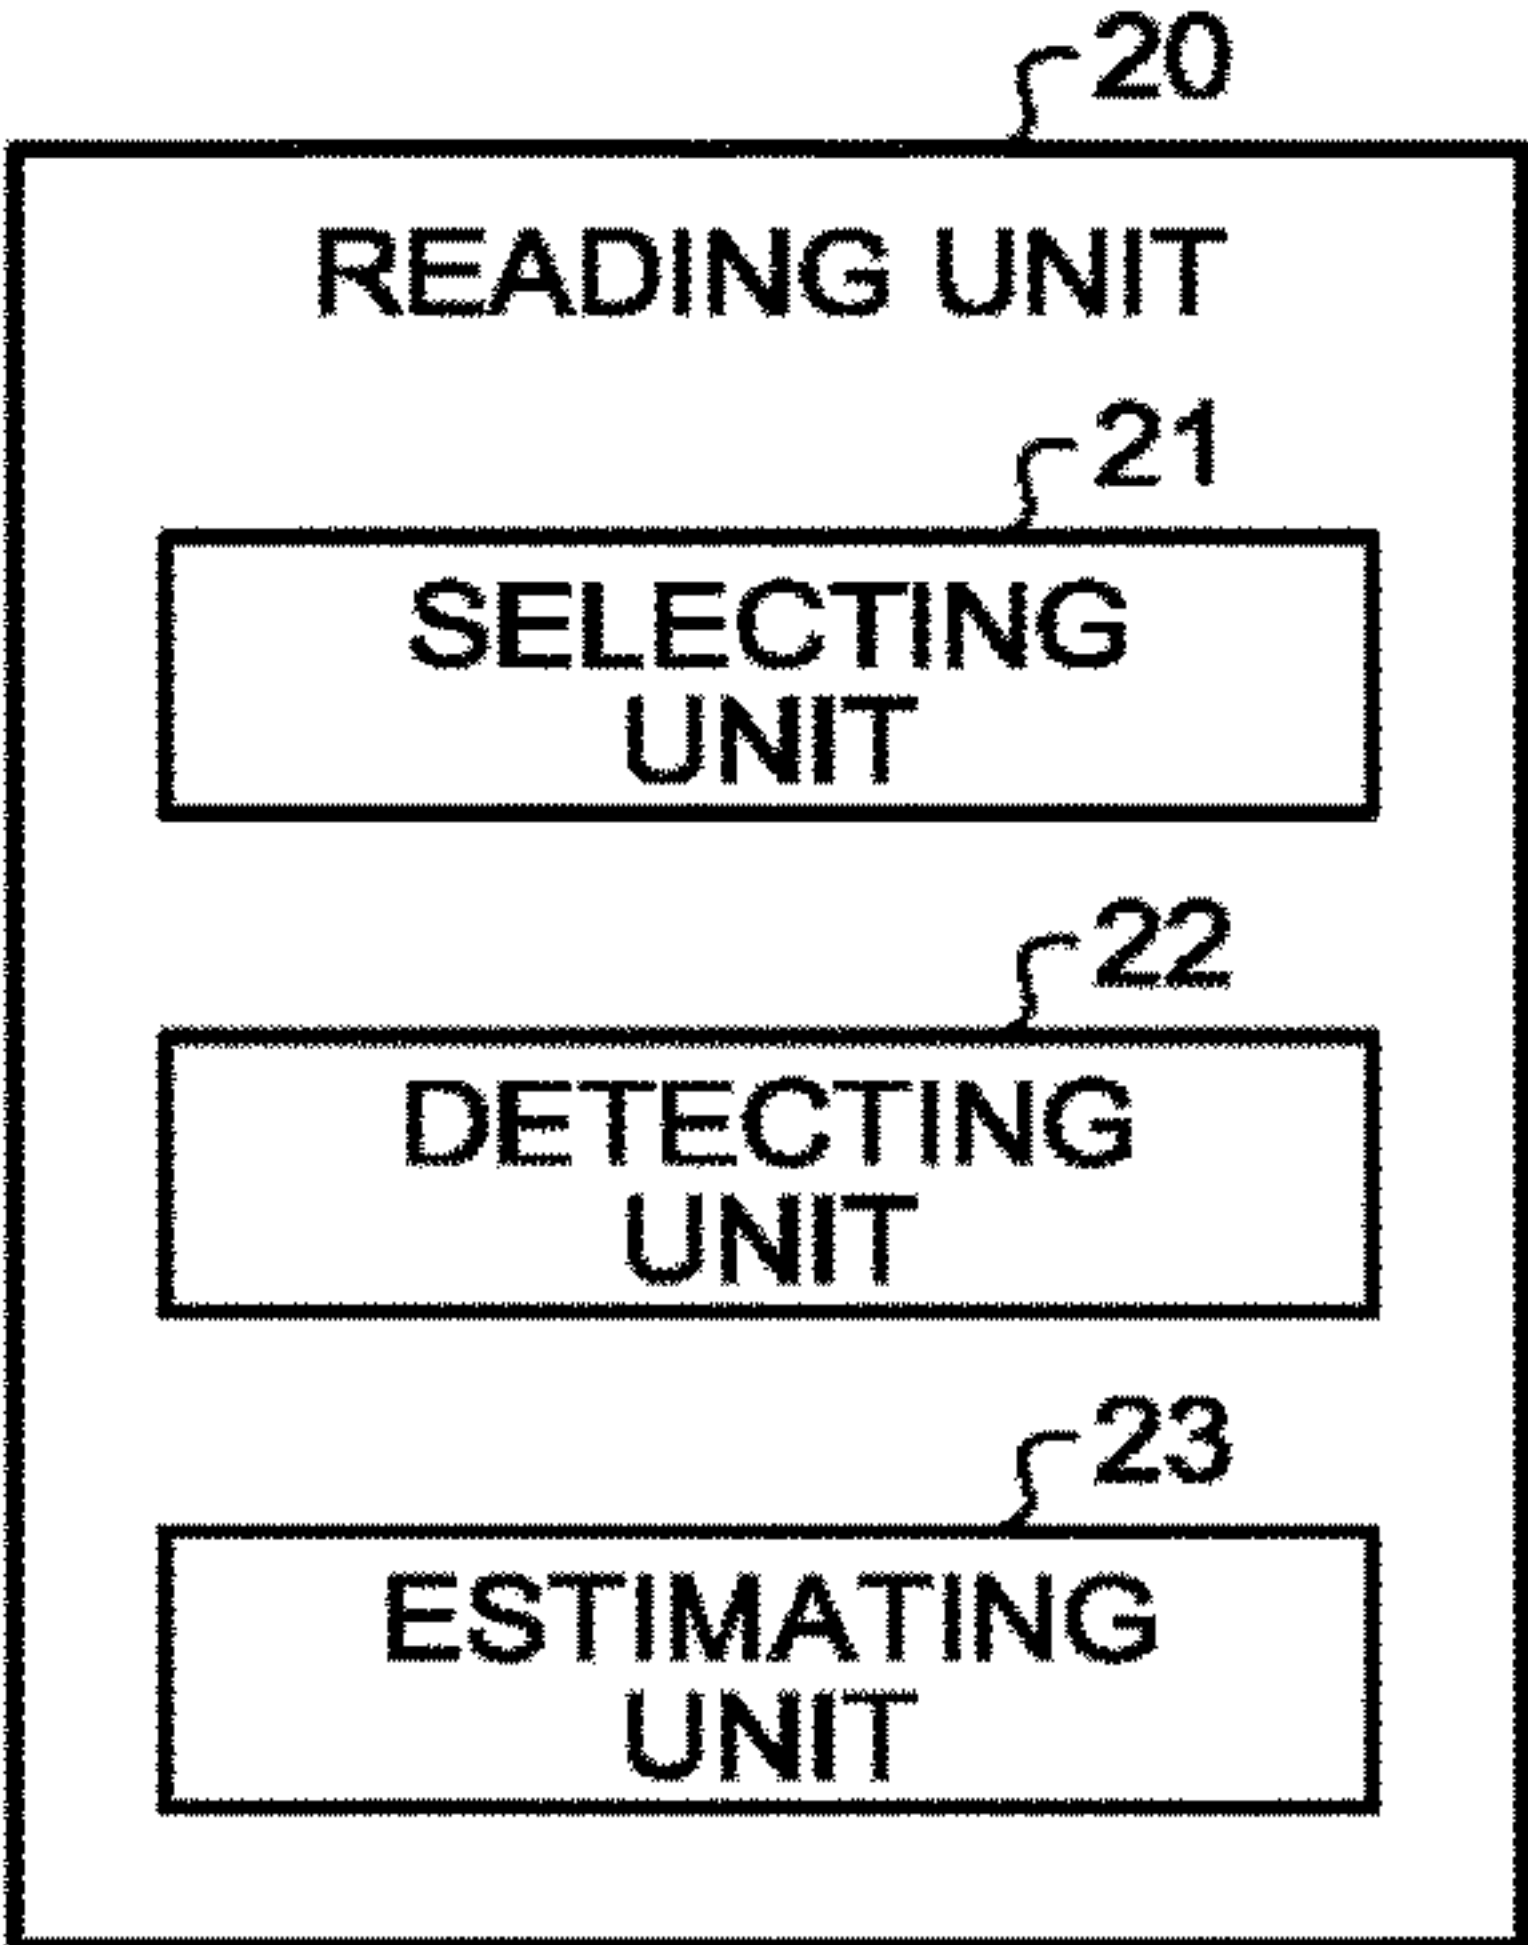 20
READING UNIT
21
SELECTING
UNIT
22
DETECTING
UNIT
23
ESTIMATING
UNIT